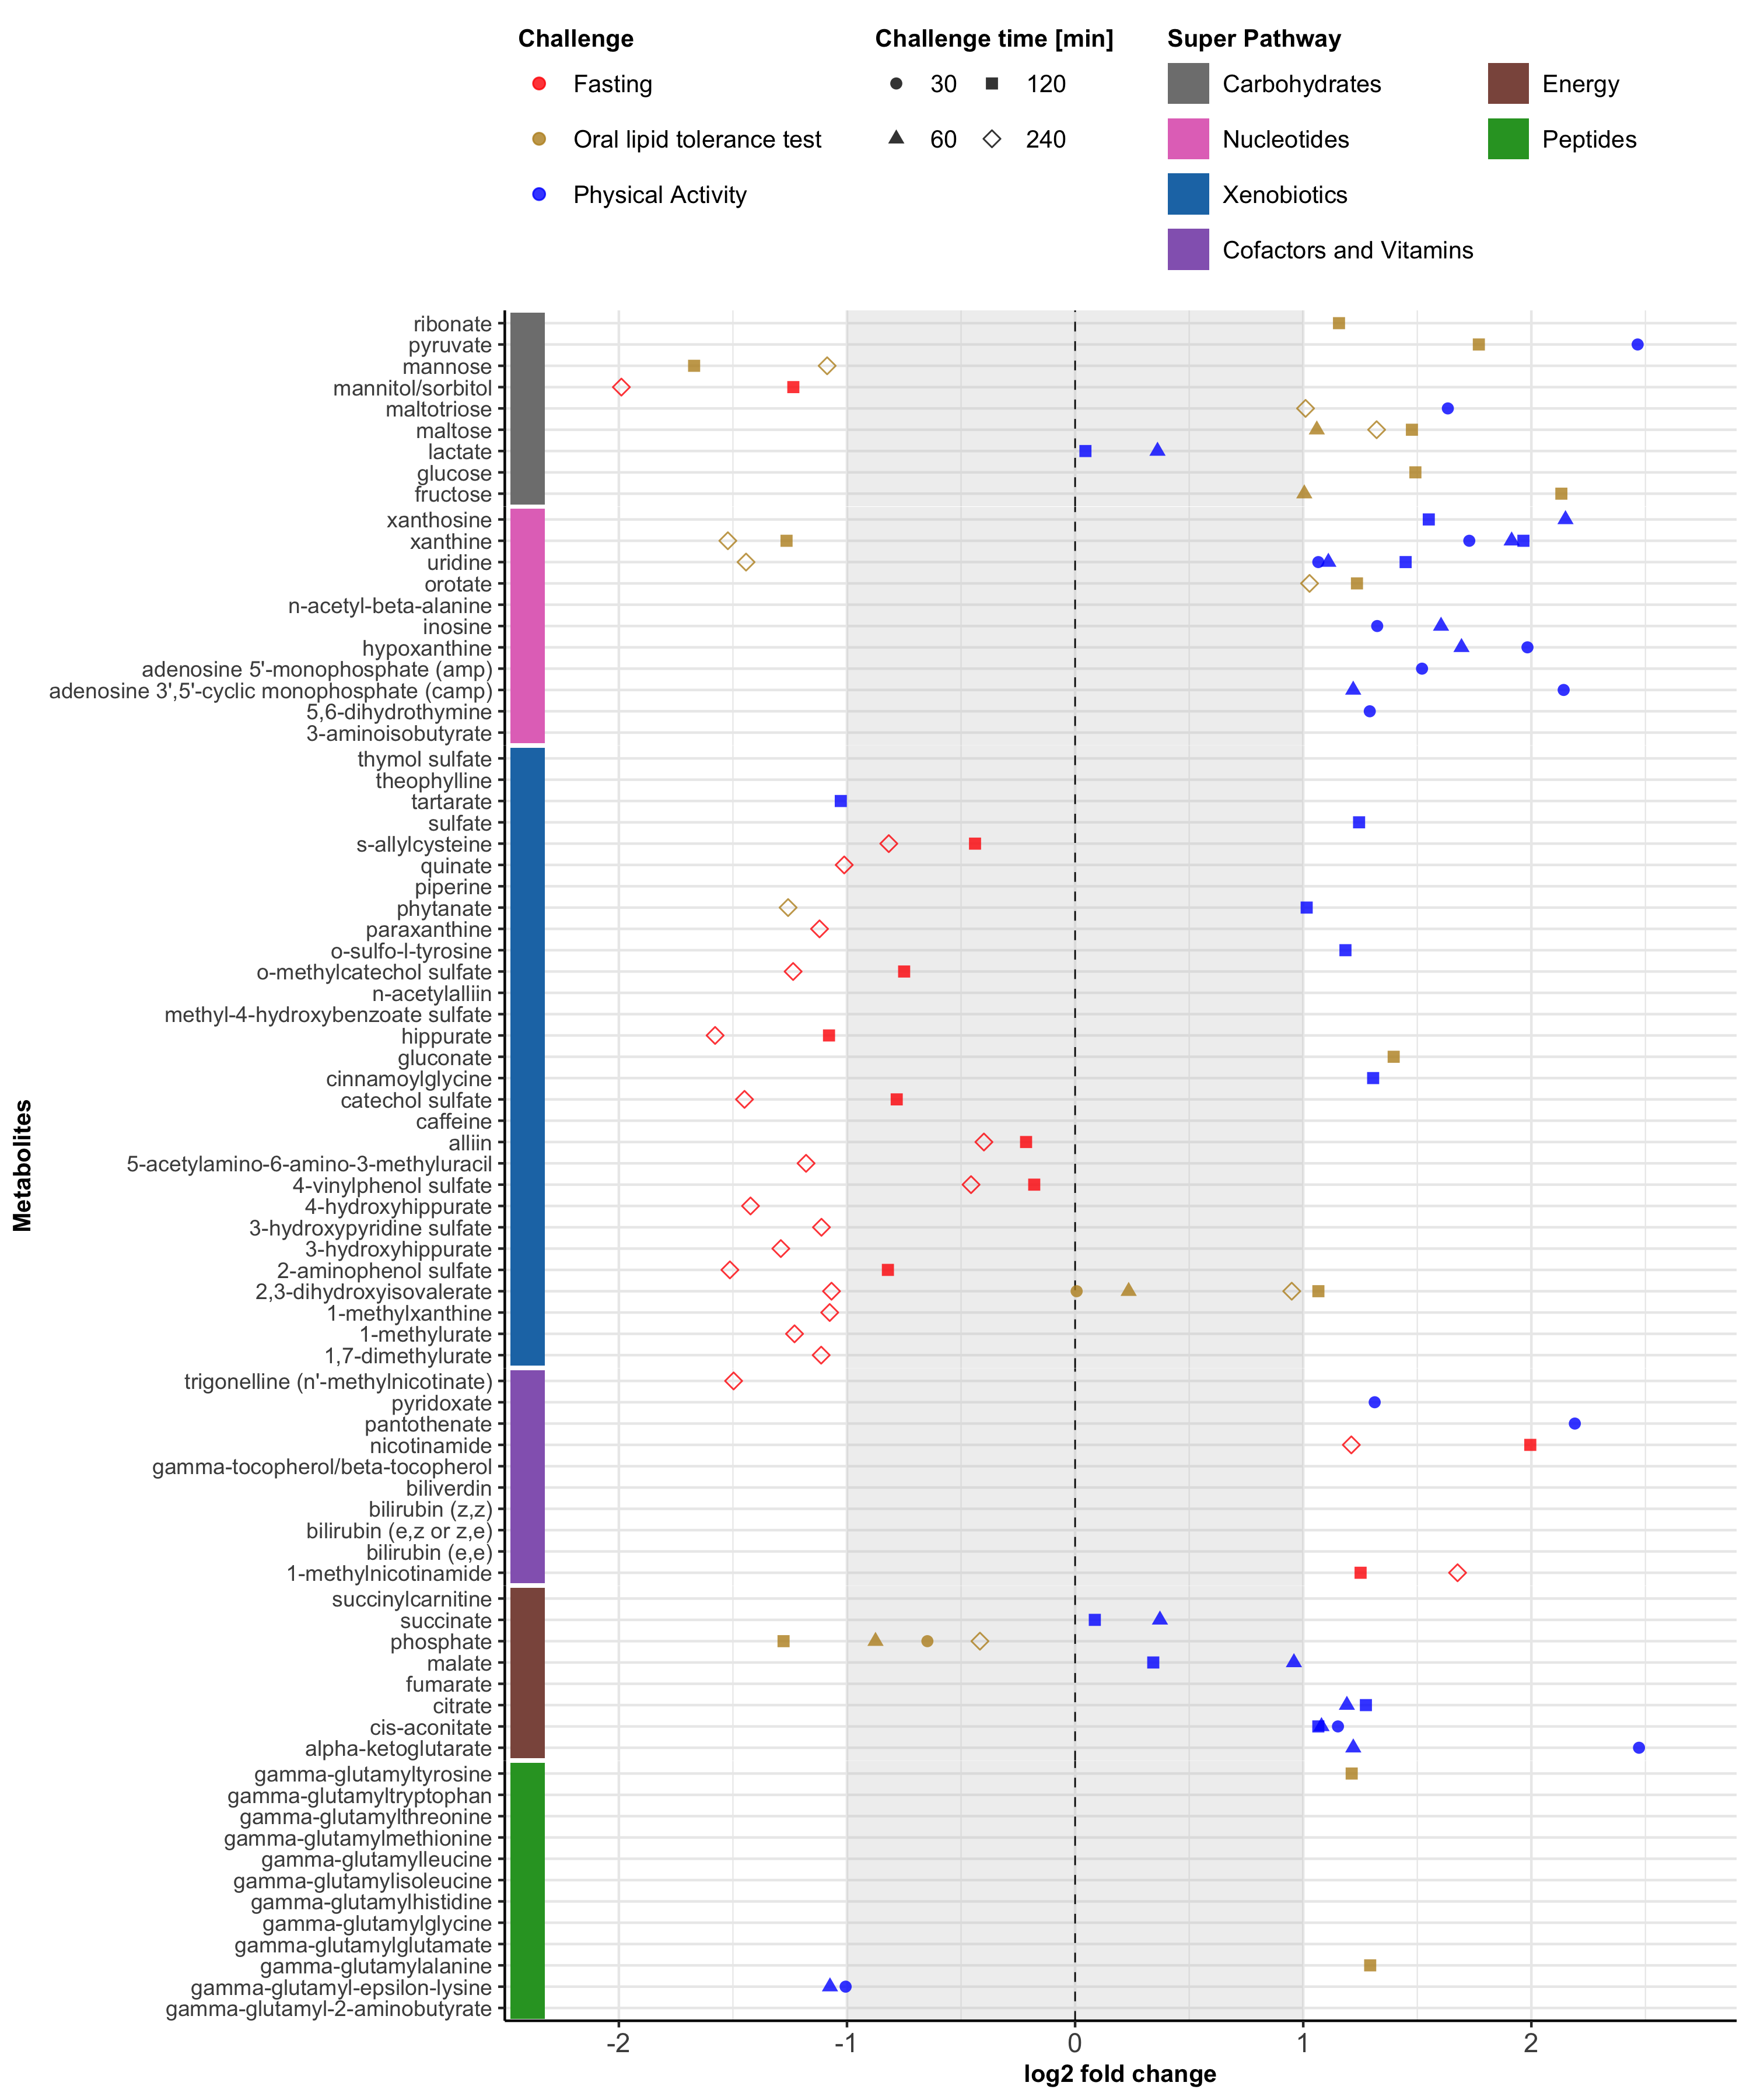 Challenge
Fasting
Oral lipid tolerance test
Physical Activity
Challenge time [min]
30
120
60
240
Super Pathway
Carbohydrates
Energy
Nucleotides
Peptides
Xenobiotics
Cofactors and Vitamins
Metabolites
ribonate
pyruvate
mannose
mannitol/sorbitol
maltotriose
maltose
lactate
glucose
fructose
xanthosine
xanthine
uridine
orotate
n-acetyl-beta-alanine
inosine
hypoxanthine
adenosine 5'-monophosphate (amp)
adenosine 3',5'-cyclic monophosphate (camp)
5,6-dihydrothymine
3-aminoisobutyrate
thymol sulfate
theophylline
tartarate
sulfate
s-allylcysteine
quinate
piperine
phytanate
paraxanthine
o-sulfo-l-tyrosine
o-methylcatechol sulfate
n-acetylalliin
methyl-4-hydroxybenzoate sulfate
hippurate
gluconate
cinnamoylglycine
catechol sulfate
caffeine
alliin
5-acetylamino-6-amino-3-methyluracil
4-vinylphenol sulfate
4-hydroxyhippurate
3-hydroxypyridine sulfate
3-hydroxyhippurate
2-aminophenol sulfate
2,3-dihydroxyisovalerate
1-methylxanthine
1-methylurate
1,7-dimethylurate
trigonelline (n'-methylnicotinate)
pyridoxate
pantothenate
nicotinamide
gamma-tocopherol/beta-tocopherol
biliverdin
bilirubin (z,z)
bilirubin (e,z or z,e)
bilirubin (e,e)
1-methylnicotinamide
succinylcarnitine
succinate
phosphate
malate
fumarate
citrate
cis-aconitate
alpha-ketoglutarate
gamma-glutamyltyrosine
gamma-glutamyltryptophan
gamma-glutamylthreonine
gamma-glutamylmethionine
gamma-glutamylleucine
gamma-glutamylisoleucine
gamma-glutamylhistidine
gamma-glutamylglycine
gamma-glutamylglutamate
gamma-glutamylalanine
gamma-glutamyl-epsilon-lysine
gamma-glutamyl-2-aminobutyrate
-2 -1 0 1 2
log2 fold change